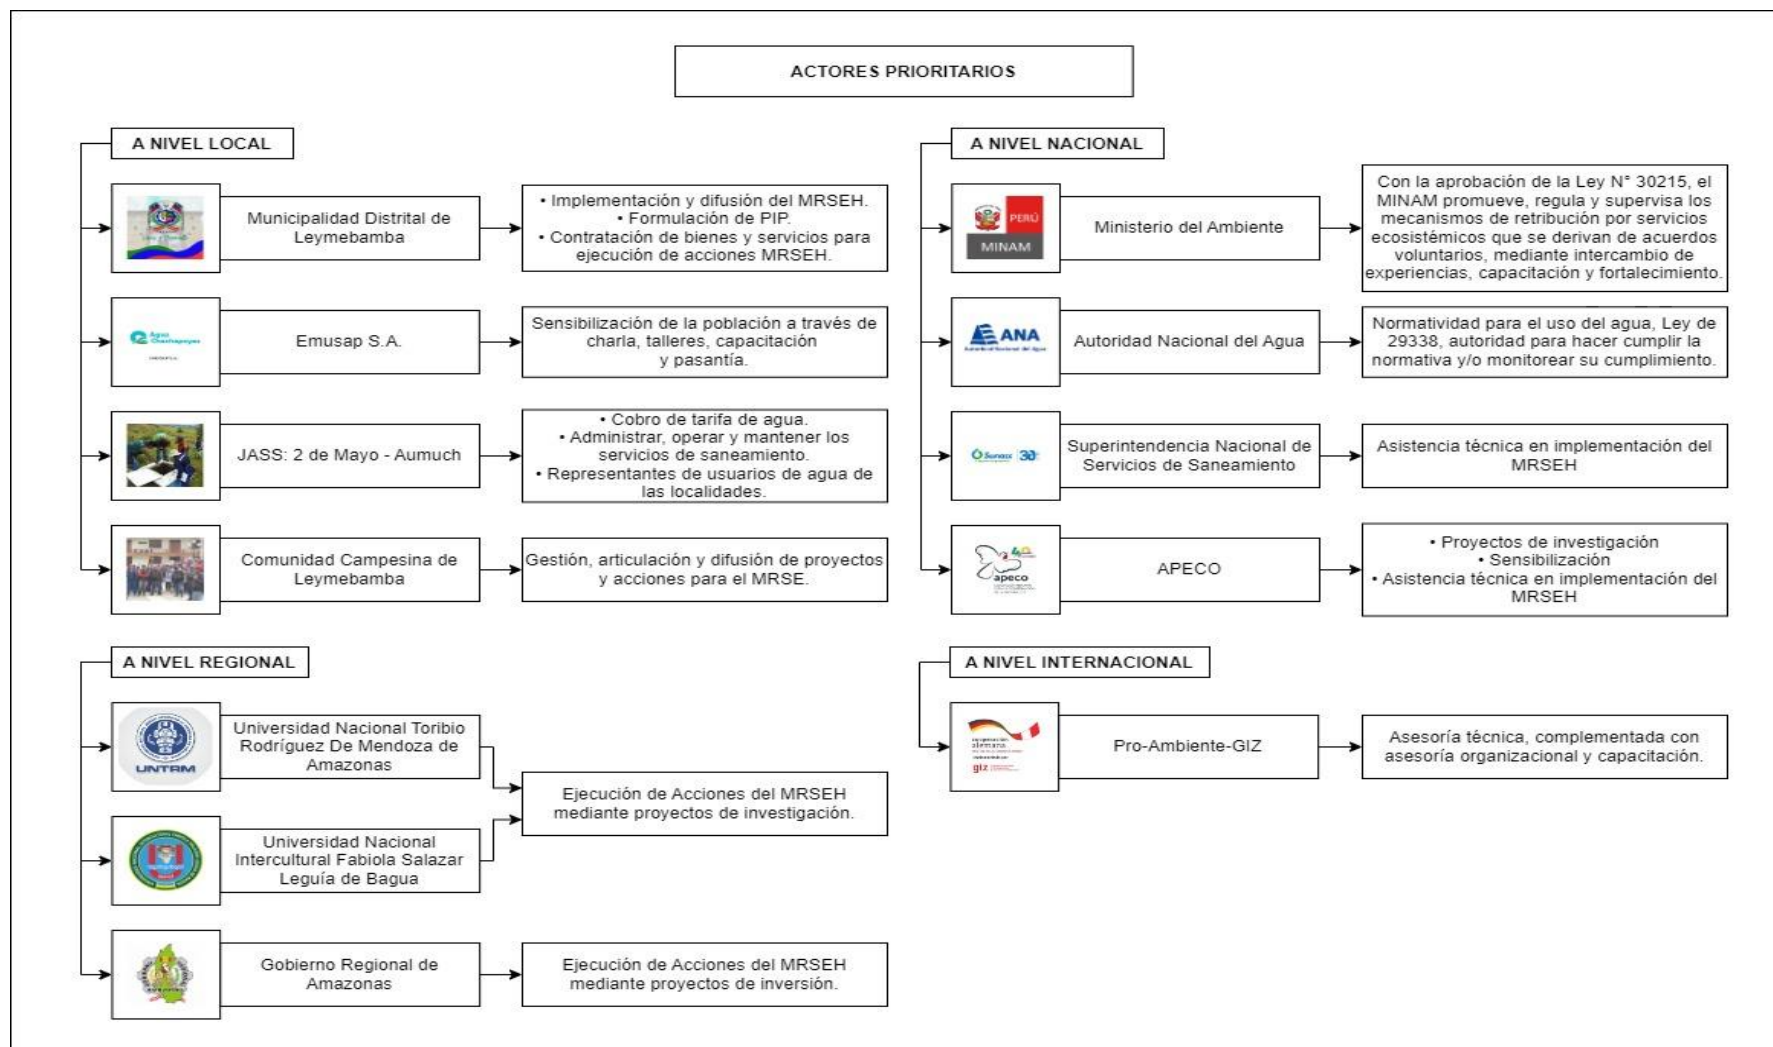 ACTORES PRIORITARIOS
A NIVEL LOCAL
Municipalidad Distrital de
Leymebamba
• Implementación y difusión del MRSEH.
• Formulación de PIP.
• Contratación de bienes y servicios para
ejecución de acciones MRSEH.
Agua
Chachapoyas
Emusap S.A.
Sensibilización de la población a través de
charla, talleres, capacitación
y pasantía.
JASS: 2 de Mayo - Aumuch
• Cobro de tarifa de agua.
• Administrar, operar y mantener los
servicios de saneamiento.
• Representantes de usuarios de agua de
las localidades.
Comunidad Campesina de
Leymebamba
Gestión, articulación y difusión de proyectos
y acciones para el MRSE.
A NIVEL REGIONAL
UNTRM
Universidad Nacional Toribio
Rodríguez De Mendoza de
Amazonas
Universidad Nacional
Intercultural Fabiola Salazar
Leguía de Bagua
Ejecución de Acciones del MRSEH
mediante proyectos de investigación.
Gobierno Regional de
Amazonas
Ejecución de Acciones del MRSEH
mediante proyectos de inversión.
A NIVEL NACIONAL
PERÚ
MINAM
Ministerio del Ambiente
Con la aprobación de la Ley N° 30215, el
MINAM promueve, regula y supervisa los
mecanismos de retribución por servicios
ecosistémicos que se derivan de acuerdos
voluntarios, mediante intercambio de
experiencias, capacitación y fortalecimiento.
ANA
Autoridad Nacional del Agua
Autoridad Nacional del Agua
Normatividad para el uso del agua, Ley de
29338, autoridad para hacer cumplir la
normativa y/o monitorear su cumplimiento.
Sunass 30
Superintendencia Nacional de
Servicios de Saneamiento
Asistencia técnica en implementación del
MRSEH
40
apeco
APECO
• Proyectos de investigación
• Sensibilización
• Asistencia técnica en implementación del
MRSEH
A NIVEL INTERNACIONAL
cooperación
alemana
giz
Pro-Ambiente-GIZ
Asesoría técnica, complementada con
asesoría organizacional y capacitación.